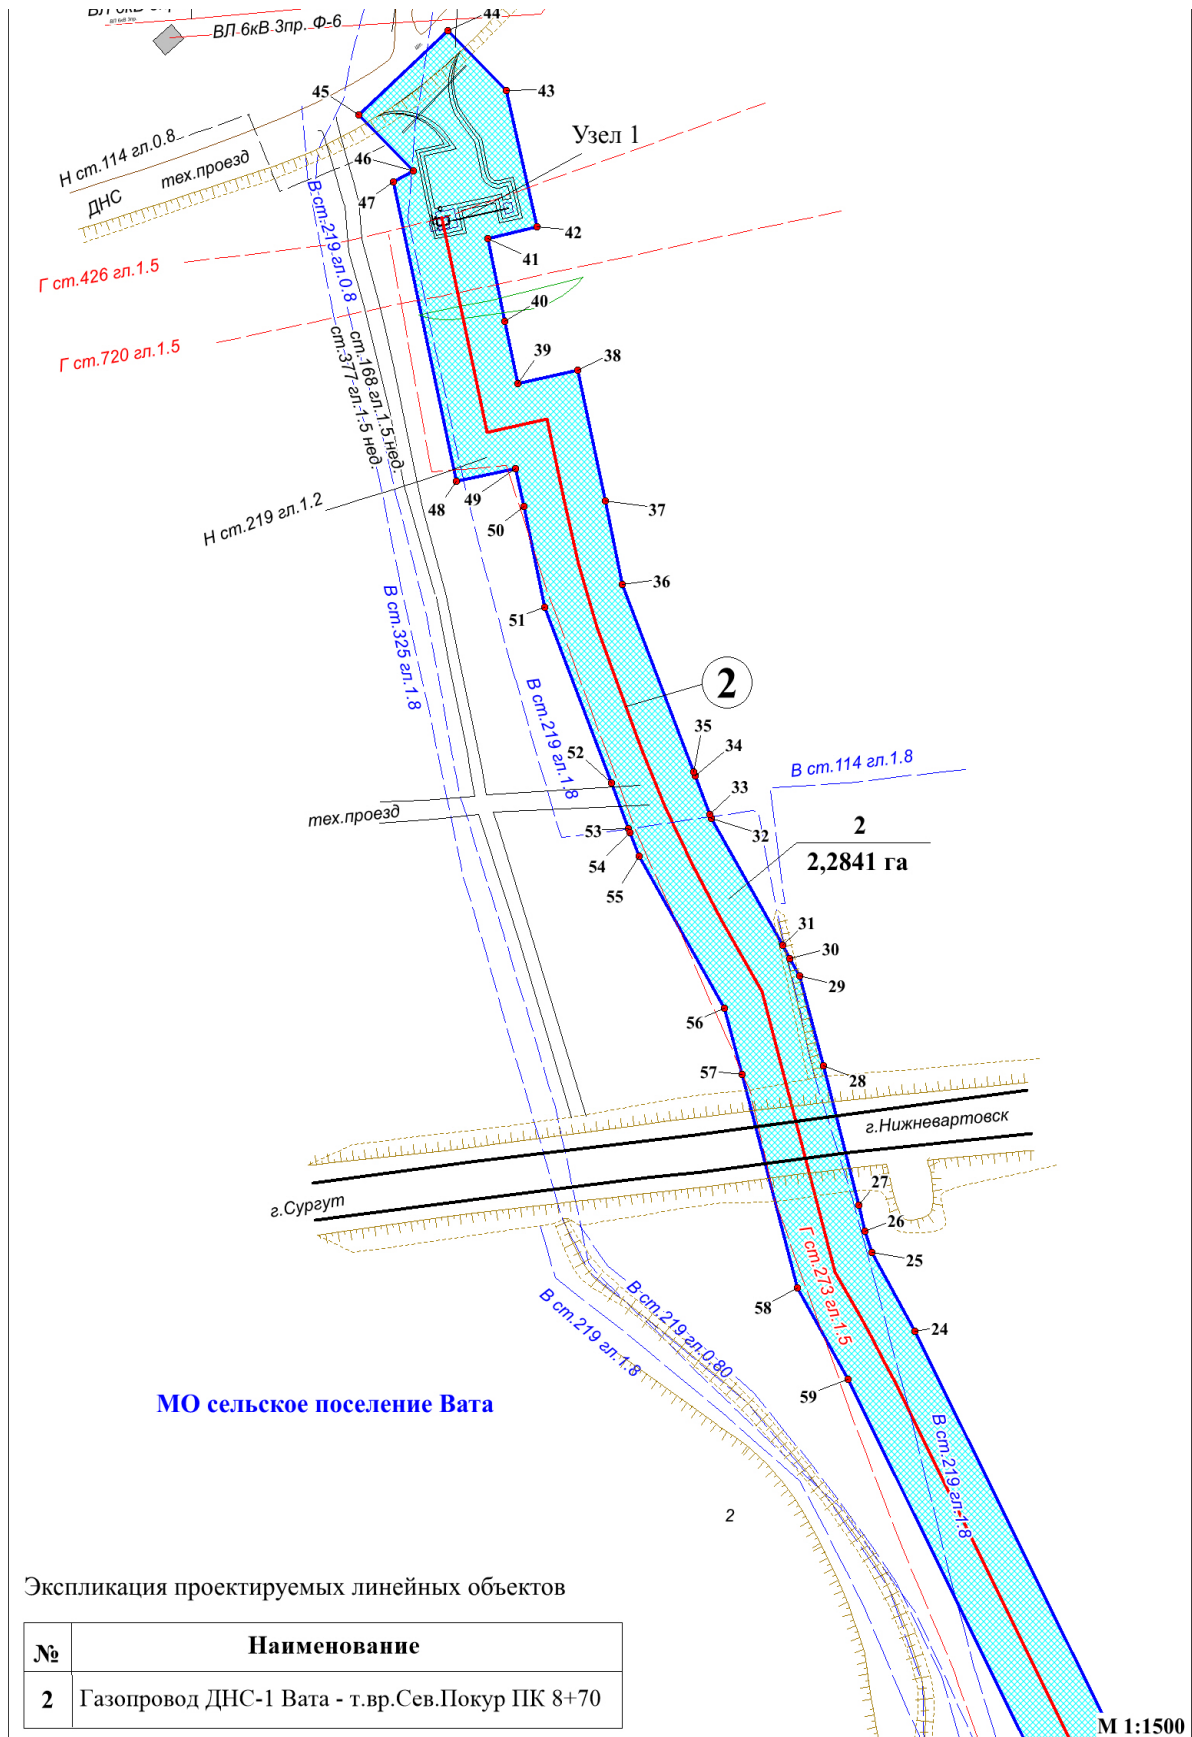 ВЛ 6кВ 3пр.
ВЛ 6кВ 3пр. Ф-6
44
43
45
Узел 1
46
47
Н ст.114 гл.0.8
тех.проезд
ДНС
В ст.219 гл.0.8
42
41
Г ст.426 гл.1.5
40
Г ст.720 гл.1.5
39
38
ст.168 гл.1.5 нед.
ст.377 гл.1.5 нед.
48
49
50
37
Н ст.219 гл.1.2
36
51
В ст.325 гл.1.8
2
В ст.219 гл.1.8
35
34
52
33
32
В ст.114 гл.1.8
тех.проезд
53
54
55
2
2,2841 га
31
30
29
56
57
28
г.Нижневартовск
г.Сургут
27
26
25
Г ст.273 гл.1.5
58
24
В ст.219 гл.1.8
В ст.219 гл.0.80
59
МО сельское поселение Вата
В ст.219 гл.1.8
2
Экспликация проектируемых линейных объектов
№ Наименование
2 Газопровод ДНС-1 Вата - т.вр.Сев.Покур ПК 8+70
М 1:1500